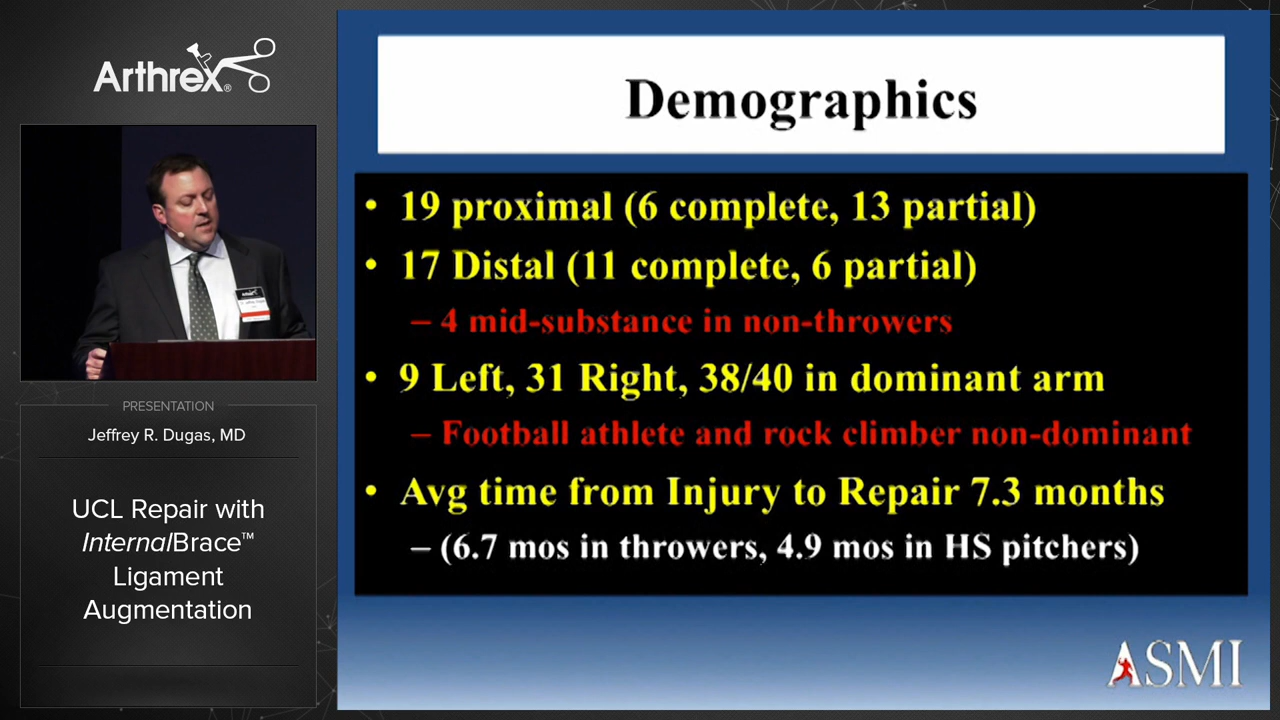 Arthrex®
PRESENTATION
Jeffrey R. Dugas, MD
UCL Repair with
InternalBrace™
Ligament
Augmentation
Demographics
• 19 proximal (6 complete, 13 partial)
• 17 Distal (11 complete, 6 partial)
– 4 mid-substance in non-throwers
• 9 Left, 31 Right, 38/40 in dominant arm
– Football athlete and rock climber non-dominant
• Avg time from Injury to Repair 7.3 months
– (6.7 mos in throwers, 4.9 mos in HS pitchers)
ASMI